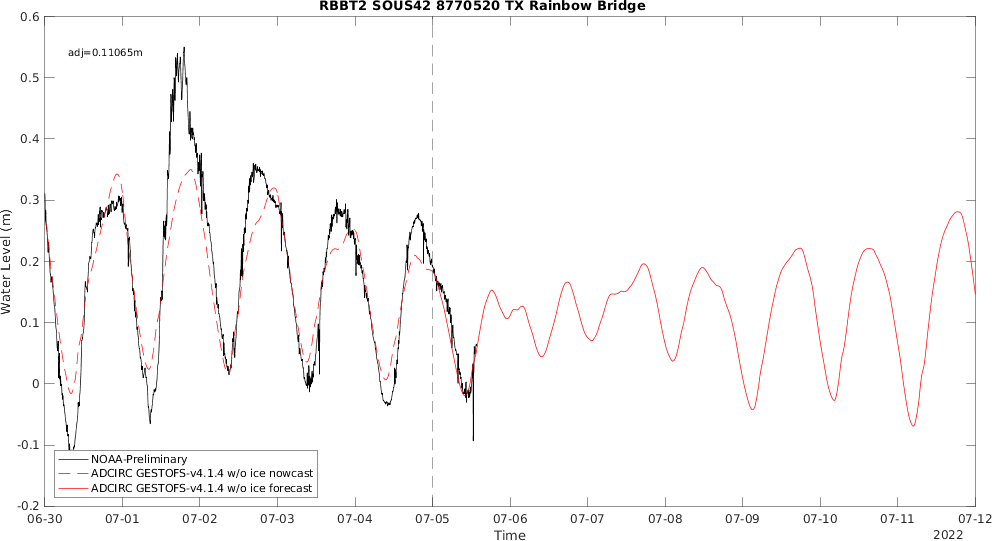 RBBT2 SOUS42 8770520 TX Rainbow Bridge
adj=0.11065m
0.6
0.5
0.4
0.3
0.2
0.1
0
-0.1
-0.2
Water Level (m)
NOAA-Preliminary
ADCIRC GESTOFS-v4.1.4 w/o ice nowcast
ADCIRC GESTOFS-v4.1.4 w/o ice forecast
06-30 07-01 07-02 07-03 07-04 07-05 07-06 07-07 07-08 07-09 07-10 07-11 07-12
Time
2022